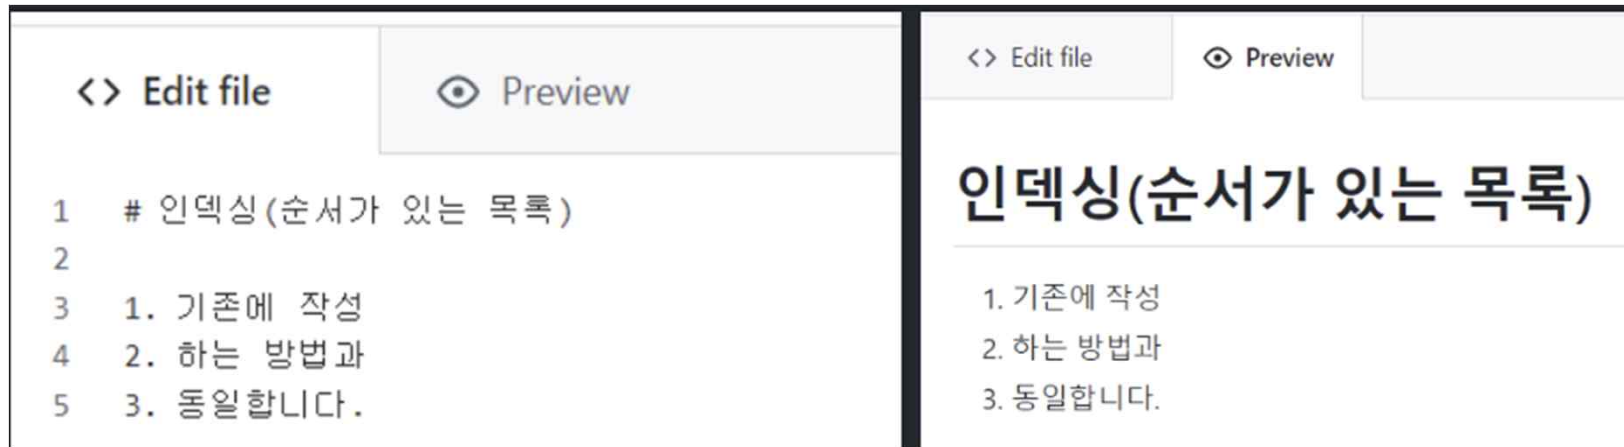 <> Edit file
Preview
1 # 인덱싱(순서가 있는 목록)
2
3 1. 기존에 작성
4 2. 하는 방법과
5 3. 동일합니다.
<> Edit file
Preview
인덱싱(순서가 있는 목록)
1. 기존에 작성
2. 하는 방법과
3. 동일합니다.